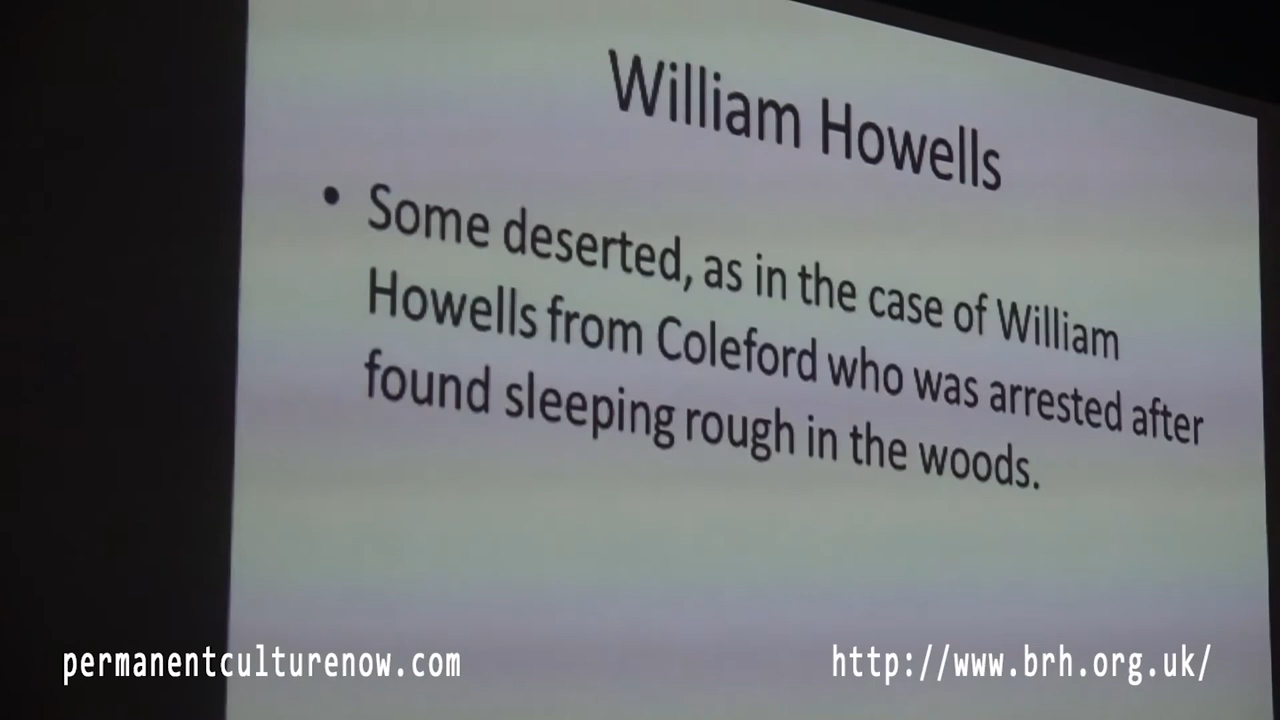 William Howells
• Some deserted, as in the case of William
Howells from Coleford who was arrested after
found sleeping rough in the woods.
permanentculturenow.com
http://www.brh.org.uk/